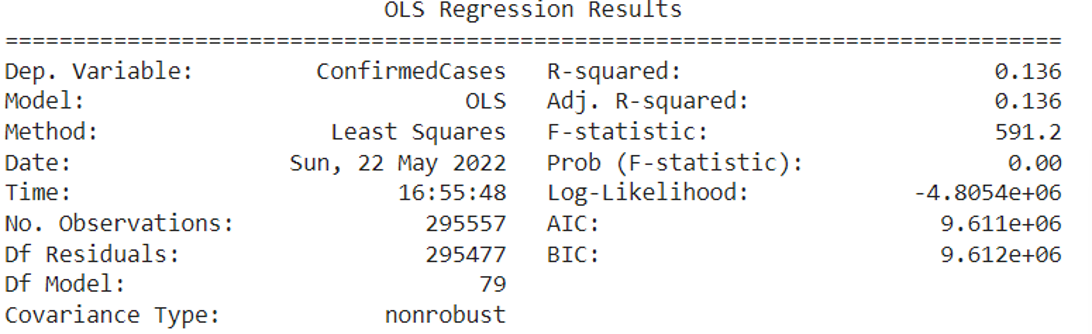 OLS Regression Results
==============================================================================
Dep. Variable: ConfirmedCases R-squared: 0.136
Model: OLS Adj. R-squared: 0.136
Method: Least Squares F-statistic: 591.2
Date: Sun, 22 May 2022 Prob (F-statistic): 0.00
Time: 16:55:48 Log-Likelihood: -4.8054e+06
No. Observations: 295557 AIC: 9.611e+06
Df Residuals: 295477 BIC: 9.612e+06
Df Model: 79
Covariance Type: nonrobust